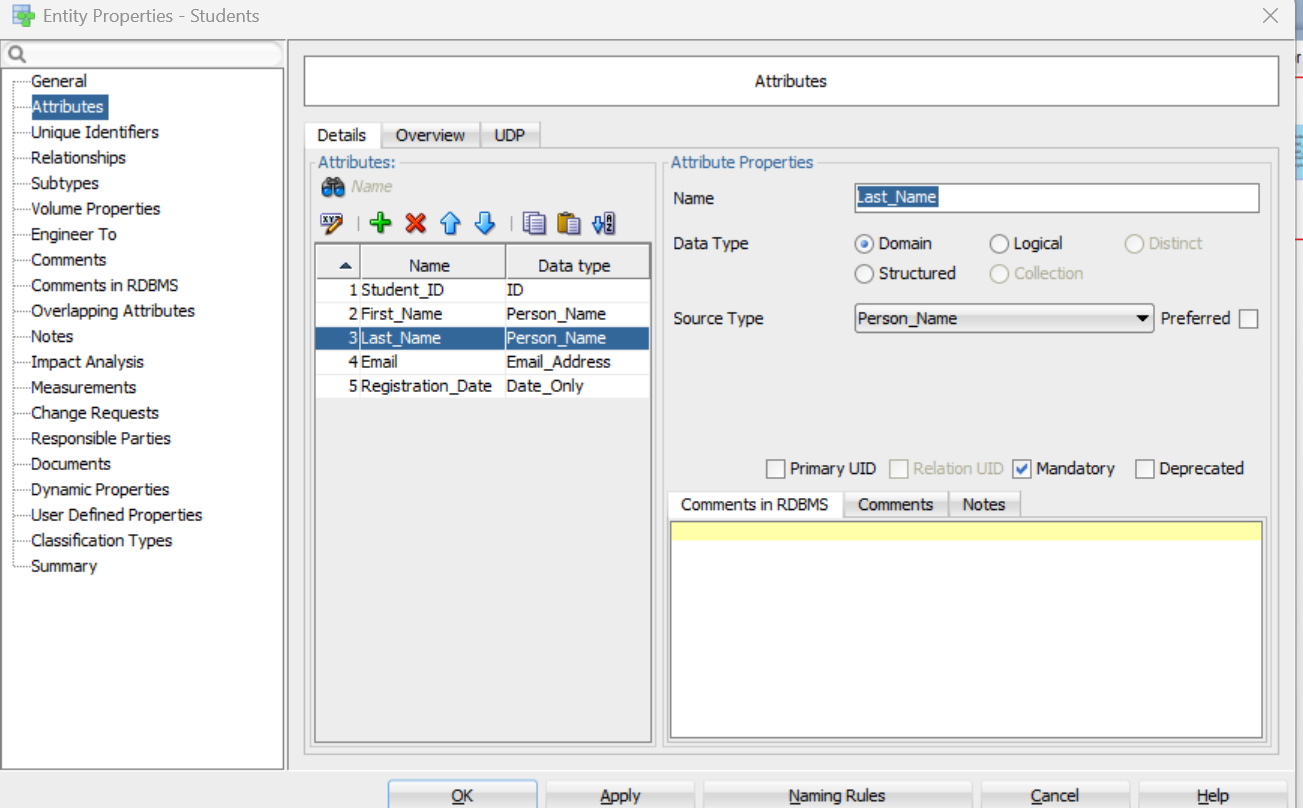 Entity Properties - Students
General
Attributes
Unique Identifiers
Relationships
Subtypes
Volume Properties
Engineer To
Comments
Comments in RDBMS
Overlapping Attributes
Notes
Impact Analysis
Measurements
Change Requests
Responsible Parties
Documents
Dynamic Properties
User Defined Properties
Classification Types
Summary
Attributes
Details Overview UDP
Attributes:
Name
Name Data type
1 Student_ID ID
2 First_Name Person_Name
3 Last_Name Person_Name
4 Email Email_Address
5 Registration_Date Date_Only
Attribute Properties
Name Last_Name
Data Type Domain Logical Distinct
Structured Collection
Source Type Person_Name Preferred
Primary UID Relation UID Mandatory Deprecated
Comments in RDBMS Comments Notes
OK Apply Naming Rules Cancel Help